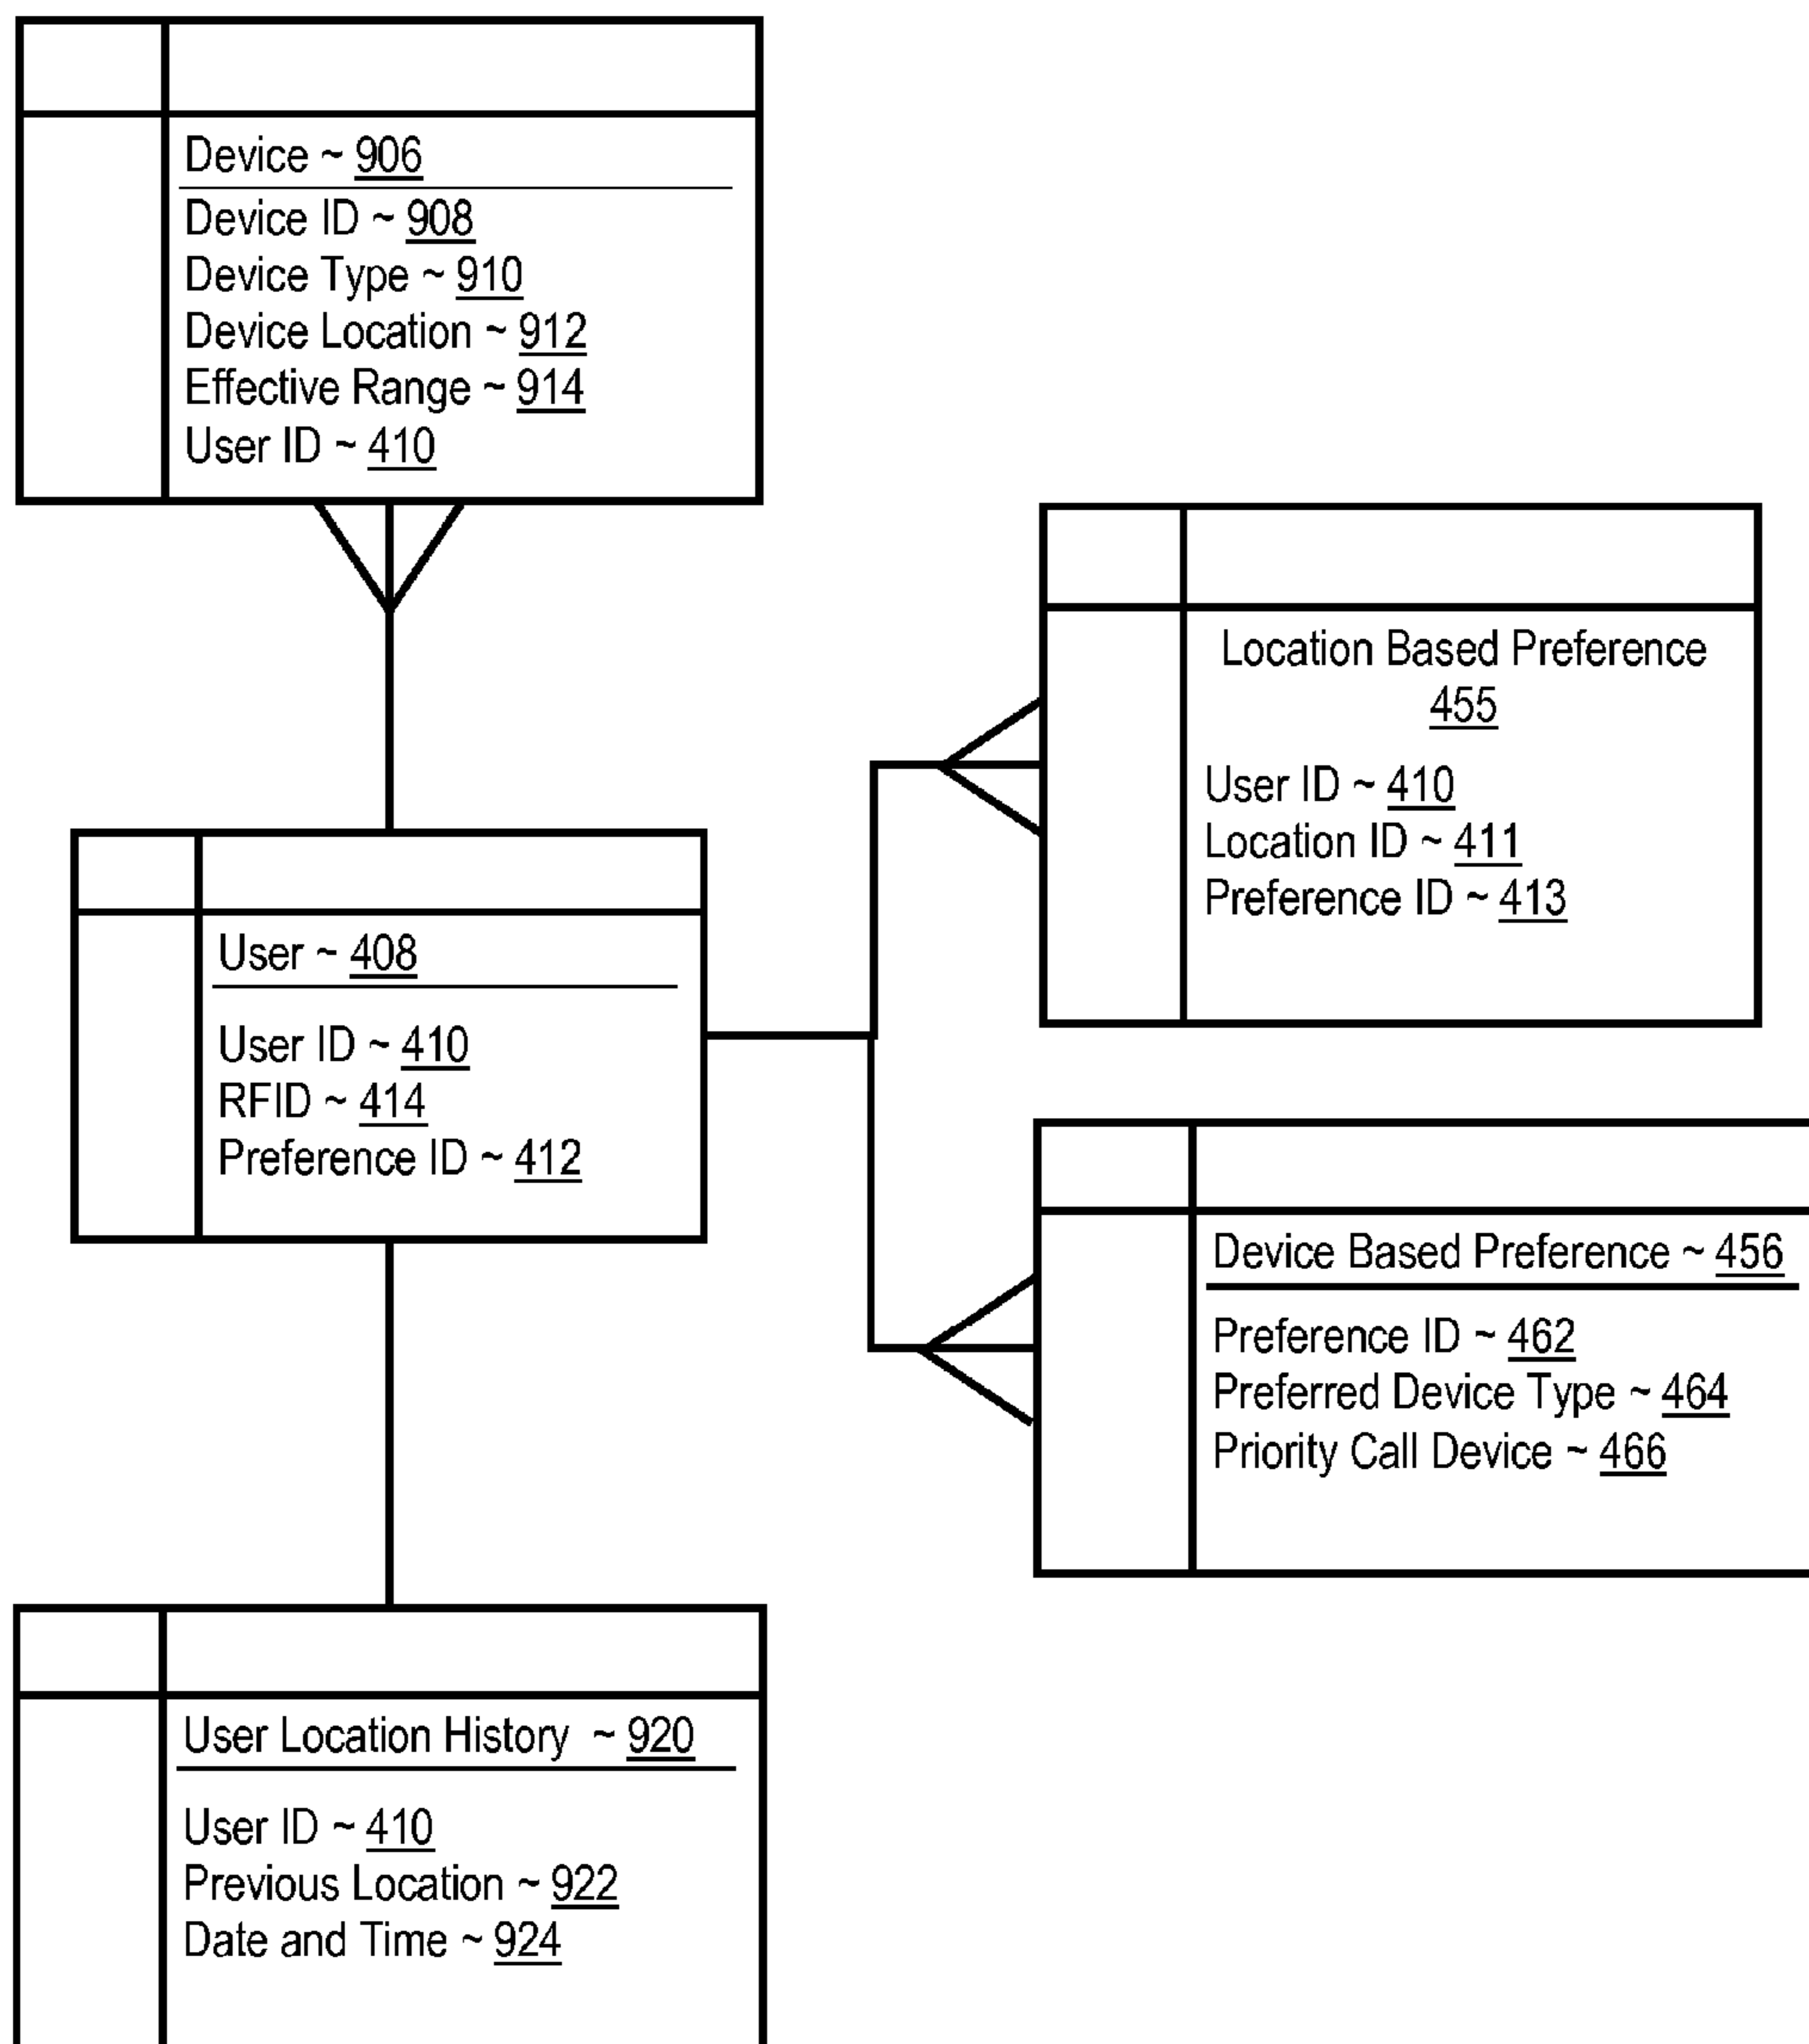 Device ~ 906
Device ID ~ 908
Device Type ~ 910
Device Location ~ 912
Effective Range ~ 914
User ID ~ 410
Location Based Preference
455
User ID ~ 410
Location ID ~ 411
Preference ID ~ 413
User ~ 408
User ID ~ 410
RFID ~ 414
Preference ID ~ 412
Device Based Preference ~ 456
Preference ID ~ 462
Preferred Device Type ~ 464
Priority Call Device ~ 466
User Location History ~ 920
User ID ~ 410
Previous Location ~ 922
Date and Time ~ 924